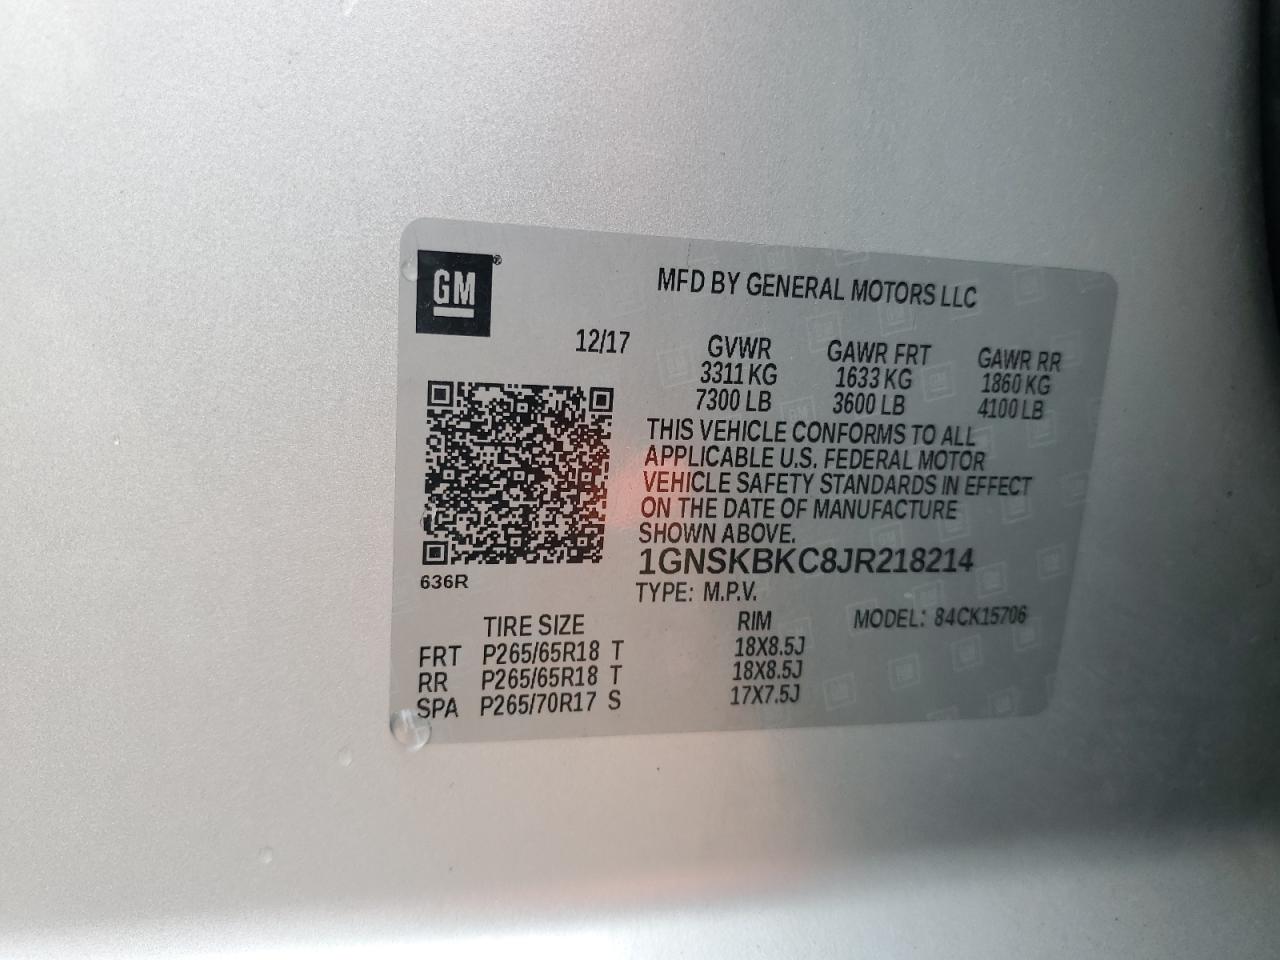 GM®
MFD BY GENERAL MOTORS LLC
12/17 GVWR GAWR FRT GAWR RR
3311 KG 1633 KG 1860 KG
7300 LB 3600 LB 4100 LB
THIS VEHICLE CONFORMS TO ALL
APPLICABLE U.S. FEDERAL MOTOR
VEHICLE SAFETY STANDARDS IN EFFECT
ON THE DATE OF MANUFACTURE
SHOWN ABOVE.
1GNSKBKC8JR218214
636R
TYPE: M.P.V.
TIRE SIZE RIM MODEL: 84CK15706
FRT P265/65R18 T 18X8.5J
RR P265/65R18 T 18X8.5J
SPA P265/70R17 S 17X7.5J